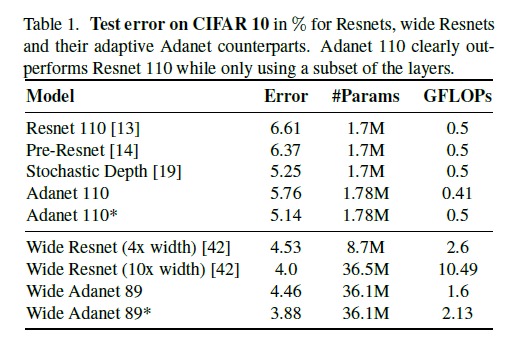 Table 1. Test error on CIFAR 10 in % for Resnets, wide Resnets
and their adaptive Adanet counterparts. Adanet 110 clearly out-
performs Resnet 110 while only using a subset of the layers.
Model Error #Params GFLOPs
Resnet 110 [13] 6.61 1.7M 0.5
Pre-Resnet [14] 6.37 1.7M 0.5
Stochastic Depth [19] 5.25 1.7M 0.5
Adanet 110 5.76 1.78M 0.41
Adanet 110* 5.14 1.78M 0.5
Wide Resnet (4x width) [42] 4.53 8.7M 2.6
Wide Resnet (10x width) [42] 4.0 36.5M 10.49
Wide Adanet 89 4.46 36.1M 1.6
Wide Adanet 89* 3.88 36.1M 2.13